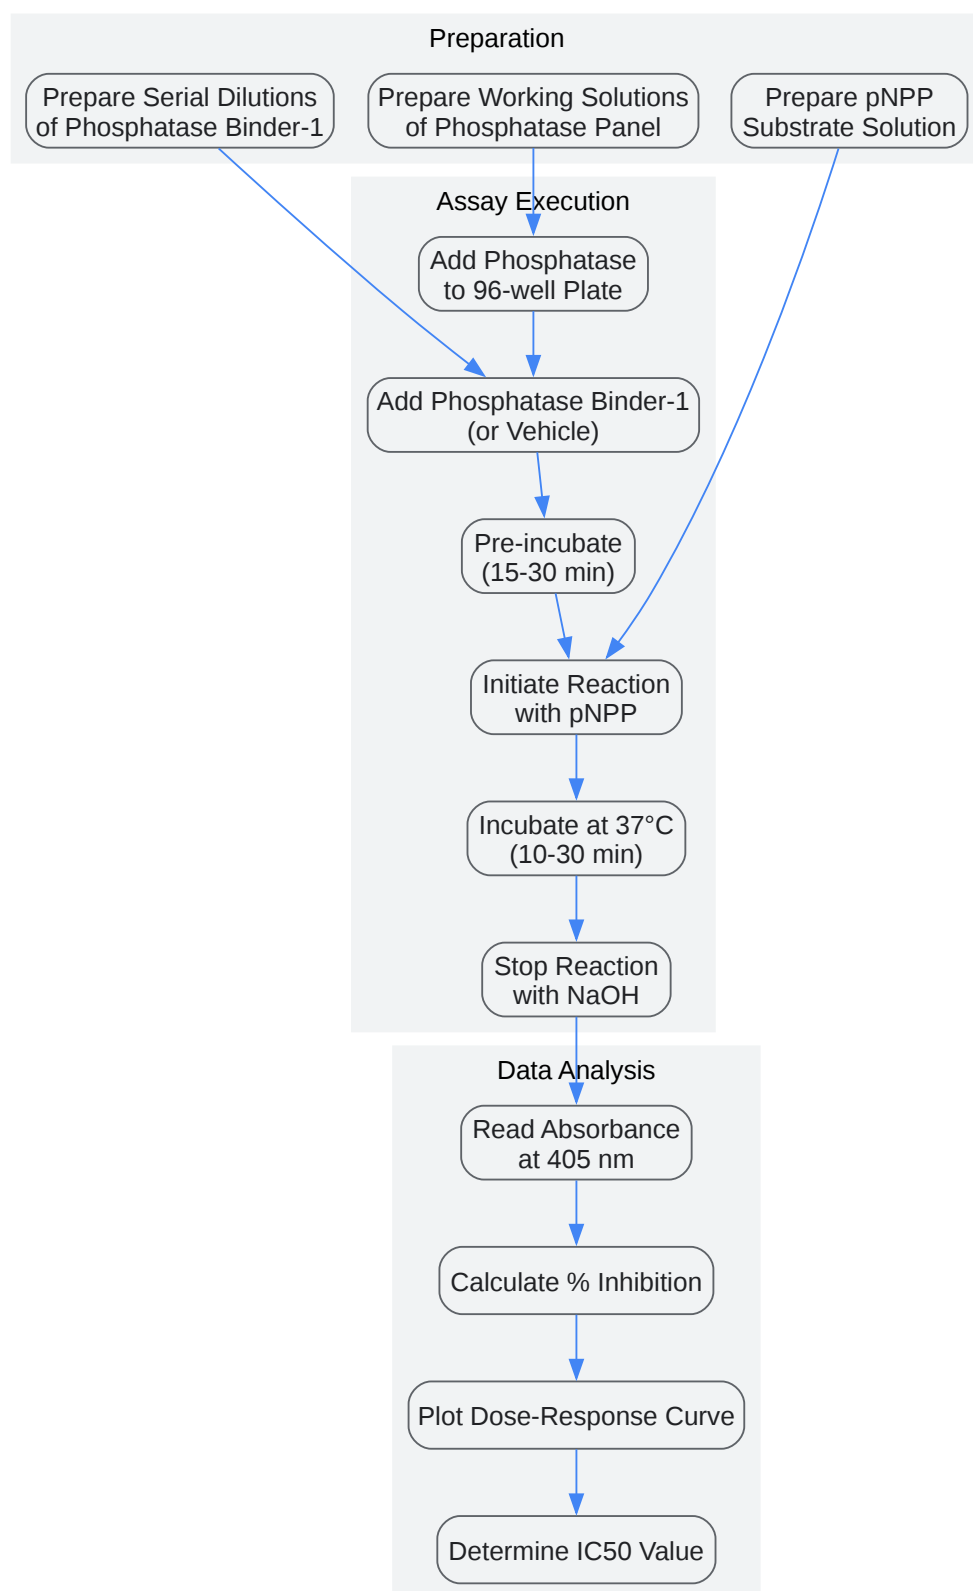 Preparation
Prepare Serial Dilutions
of Phosphatase Binder-1
Prepare Working Solutions
of Phosphatase Panel
Prepare pNPP
Substrate Solution
Assay Execution
Add Phosphatase
to 96-well Plate
Add Phosphatase Binder-1
(or Vehicle)
Pre-incubate
(15-30 min)
Initiate Reaction
with pNPP
Incubate at 37°C
(10-30 min)
Stop Reaction
with NaOH
Data Analysis
Read Absorbance
at 405 nm
Calculate % Inhibition
Plot Dose-Response Curve
Determine IC50 Value